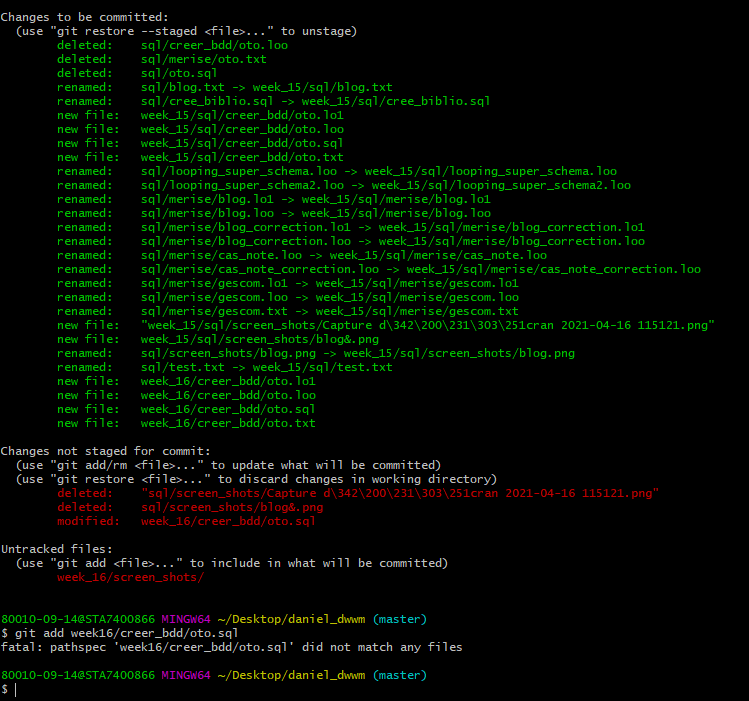 Changes to be committed:
  (use "git restore --staged <file>..." to unstage)
        deleted:    sql/creer_bdd/oto.loo
        deleted:    sql/merise/oto.txt
        deleted:    sql/oto.sql
        renamed:    sql/blog.txt -> week_15/sql/blog.txt
        renamed:    sql/cree_biblio.sql -> week_15/sql/cree_biblio.sql
        new file:   week_15/sql/creer_bdd/oto.lo1
        new file:   week_15/sql/creer_bdd/oto.loo
        new file:   week_15/sql/creer_bdd/oto.sql
        new file:   week_15/sql/creer_bdd/oto.txt
        renamed:    sql/looping_super_schema.loo -> week_15/sql/looping_super_schema.loo
        renamed:    sql/looping_super_schema2.loo -> week_15/sql/looping_super_schema2.loo
        renamed:    sql/merise/blog.lo1 -> week_15/sql/merise/blog.lo1
        renamed:    sql/merise/blog.loo -> week_15/sql/merise/blog.loo
        renamed:    sql/merise/blog_correction.lo1 -> week_15/sql/merise/blog_correction.lo1
        renamed:    sql/merise/blog_correction.loo -> week_15/sql/merise/blog_correction.loo
        renamed:    sql/merise/cas_note.loo -> week_15/sql/merise/cas_note.loo
        renamed:    sql/merise/cas_note_correction.loo -> week_15/sql/merise/cas_note_correction.loo
        renamed:    sql/merise/gescom.lo1 -> week_15/sql/merise/gescom.lo1
        renamed:    sql/merise/gescom.loo -> week_15/sql/merise/gescom.loo
        renamed:    sql/merise/gescom.txt -> week_15/sql/merise/gescom.txt
        new file:   "week_15/sql/screen_shots/Capture d\342\200\231\303\251cran 2021-04-16 115121.png"
        new file:   week_15/sql/screen_shots/blog&.png
        renamed:    sql/screen_shots/blog.png -> week_15/sql/screen_shots/blog.png
        renamed:    sql/test.txt -> week_15/sql/test.txt
        new file:   week_16/creer_bdd/oto.lo1
        new file:   week_16/creer_bdd/oto.loo
        new file:   week_16/creer_bdd/oto.sql
        new file:   week_16/creer_bdd/oto.txt

Changes not staged for commit:
  (use "git add/rm <file>..." to update what will be committed)
  (use "git restore <file>..." to discard changes in working directory)
        deleted:    "sql/screen_shots/Capture d\342\200\231\303\251cran 2021-04-16 115121.png"
        deleted:    sql/screen_shots/blog&.png
        modified:   week_16/creer_bdd/oto.sql

Untracked files:
  (use "git add <file>..." to include in what will be committed)
        week_16/screen_shots/

80010-09-14@STA7400866 MINGW64 ~/Desktop/daniel_dwwm (master)
$ git add week16/creer_bdd/oto.sql
fatal: pathspec 'week16/creer_bdd/oto.sql' did not match any files

80010-09-14@STA7400866 MINGW64 ~/Desktop/daniel_dwwm (master)
$